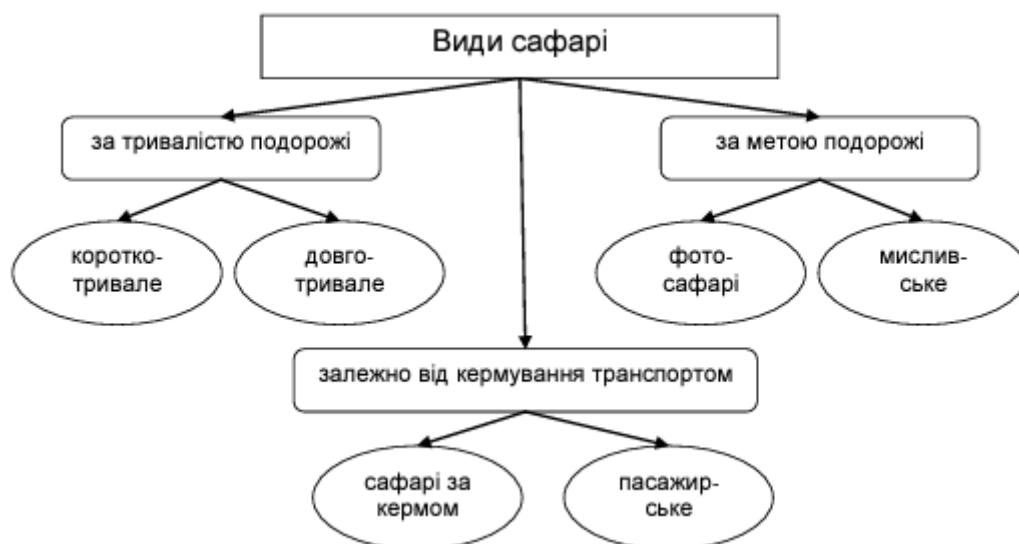 Види сафарі
за тривалістю подорожі
за метою подорожі
коротко-
тривале
довго-
тривале
фото-
сафарі
мислив-
ське
залежно від кермування транспортом
сафарі за
кермом
пасажир-
ське